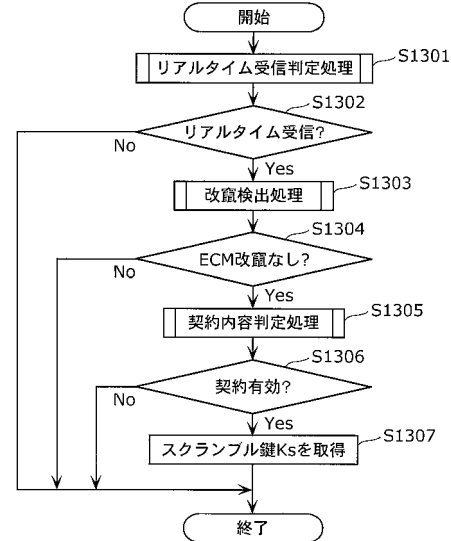 開始
リアルタイム受信判定処理
S1301
S1302
リアルタイム受信?
No
Yes
改竄検出処理
S1303
S1304
ECM改竄なし?
No
Yes
契約内容判定処理
S1305
S1306
契約有効?
No
Yes
スクランブル鍵Ksを取得
S1307
終了